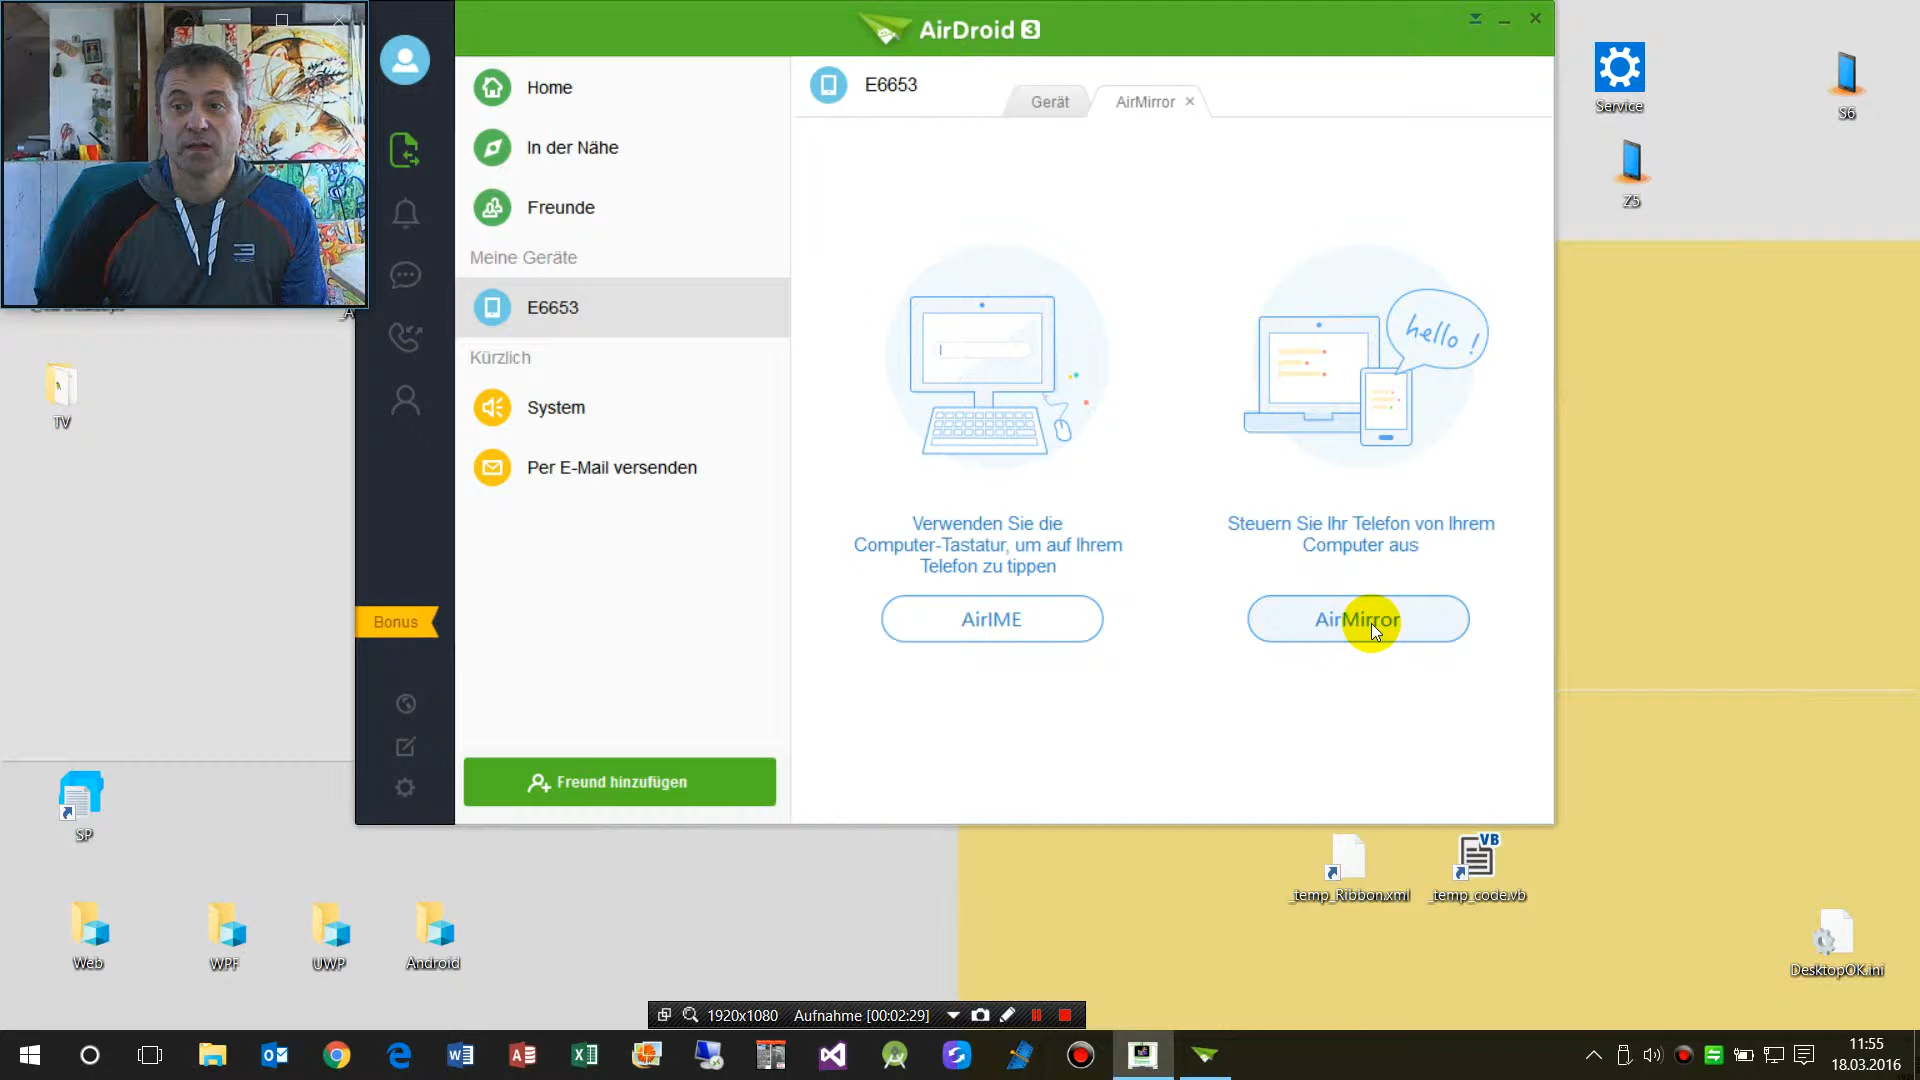 AirDroid 3
Home
In der Nähe
Freunde
Meine Geräte
E6653
Kürzlich
System
Per E-Mail versenden
Freund hinzufügen
Bonus
E6653
Gerät
AirMirror
hello !
Verwenden Sie die
Computer-Tastatur, um auf Ihrem
Telefon zu tippen
AirIME
Steuern Sie Ihr Telefon von Ihrem
Computer aus
AirMirror
Service
S6
Z5
TV
SP
Web
WPF
UWP
Android
_temp_Ribbon.xml
VB
_temp_code.vb
DesktopOK.ini
1920x1080 Aufnahme [00:02:29]
11:55
18.03.2016